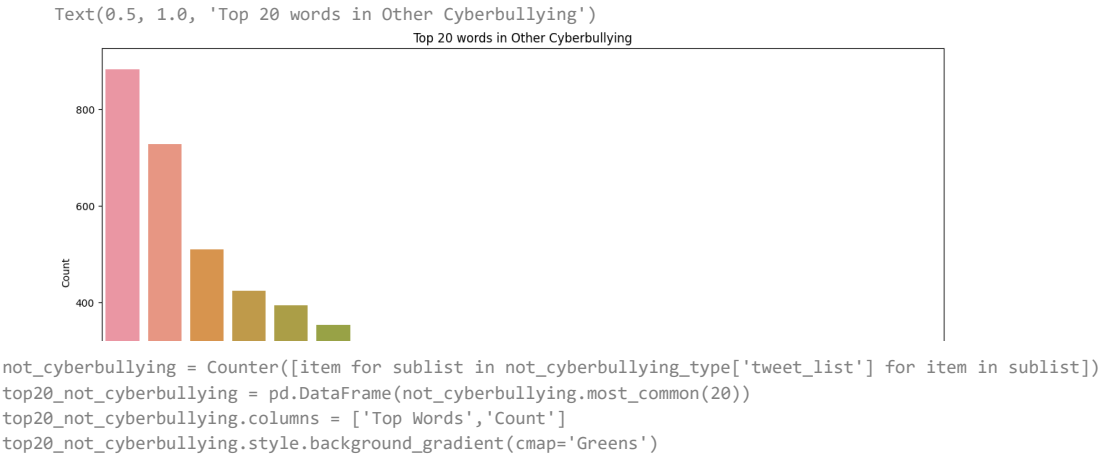 Text(0.5, 1.0, 'Top 20 words in Other Cyberbullying')
Top 20 words in Other Cyberbullying
800
600
Count
400
not_cyberbullying = Counter([item for sublist in not_cyberbullying_type['tweet_list'] for item in sublist])
top20_not_cyberbullying = pd.DataFrame(not_cyberbullying.most_common(20))
top20_not_cyberbullying.columns = ['Top Words','Count']
top20_not_cyberbullying.style.background_gradient(cmap='Greens')